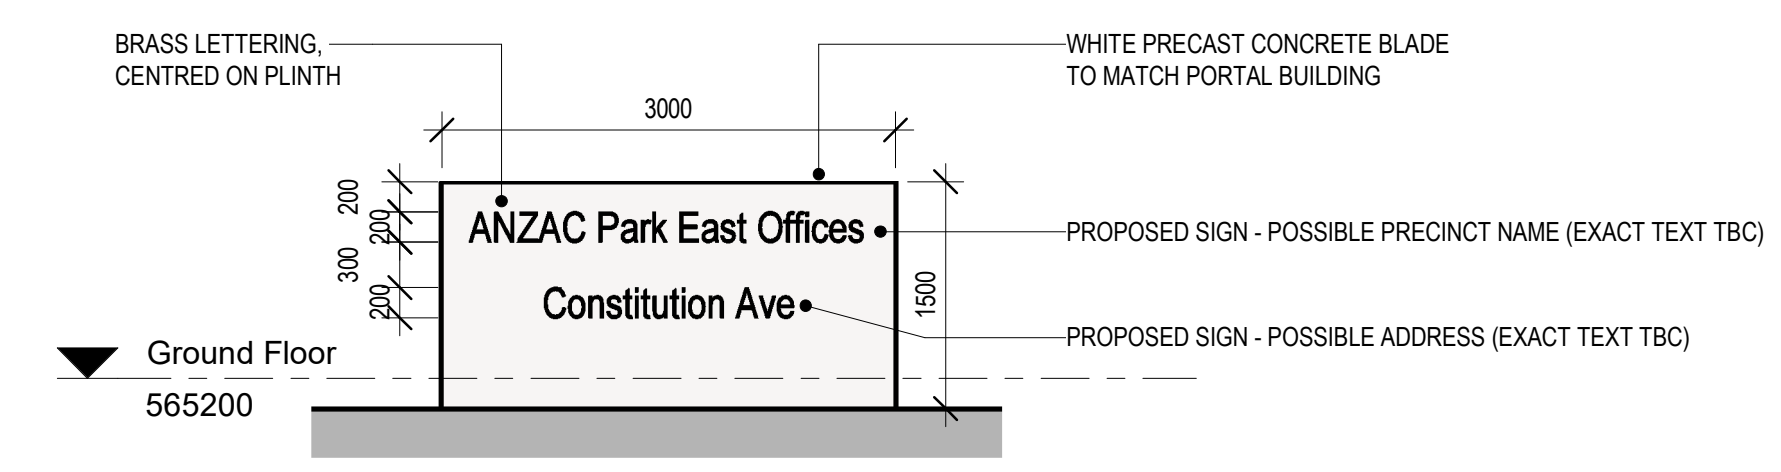 BRASS LETTERING,
CENTRED ON PLINTH
WHITE PRECAST CONCRETE BLADE
TO MATCH PORTAL BUILDING
3000
200
200
300
200
ANZAC Park East Offices
Constitution Ave
1500
PROPOSED SIGN - POSSIBLE PRECINCT NAME (EXACT TEXT TBC)
PROPOSED SIGN - POSSIBLE ADDRESS (EXACT TEXT TBC)
Ground Floor
565200